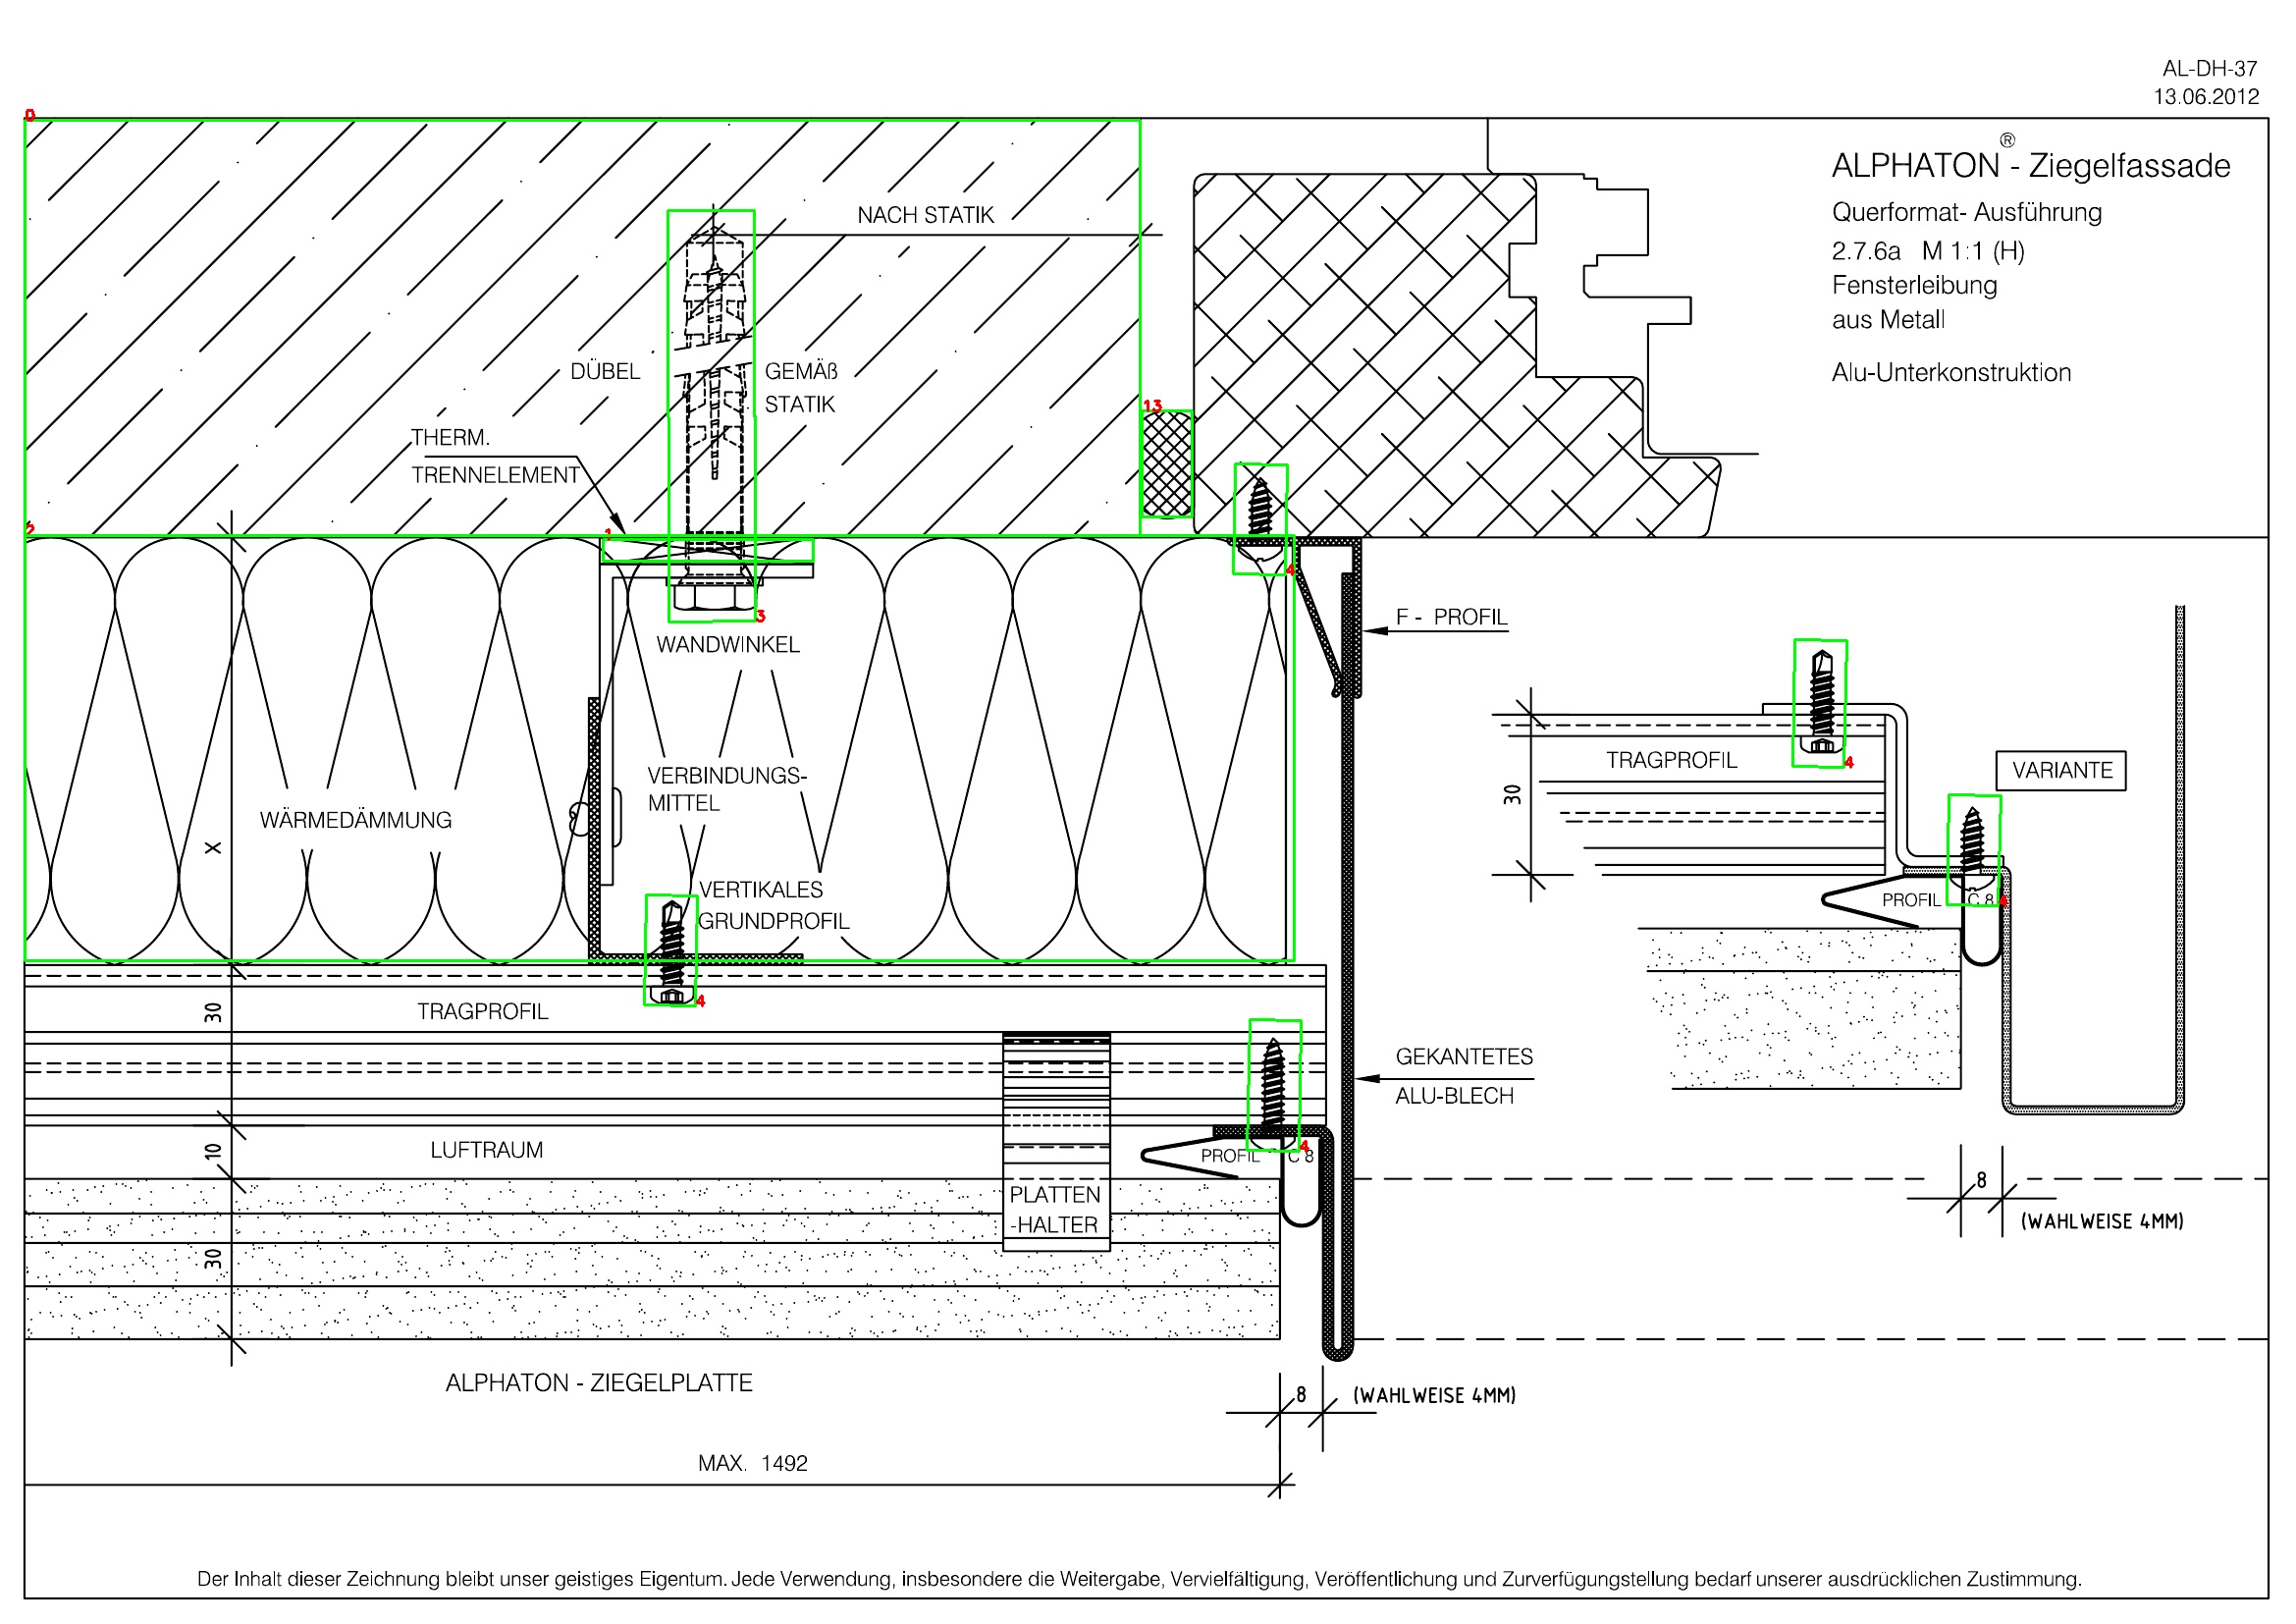 AL-DH-37
13.06.2012
ALPHATON® - Ziegelfassade
Querformat- Ausführung
2.7.6a M 1:1 (H)
Fensterleibung
aus Metall
Alu-Unterkonstruktion
0
NACH STATIK
DÜBEL
GEMÄß
STATIK
13
THERM.
TRENNELEMENT
2
1
4
3
F - PROFIL
WANDWINKEL
4
TRAGPROFIL
VARIANTE
30
VERBINDUNGS-
MITTEL
WÄRMEDÄMMUNG
X
VERTIKALES
GRUNDPROFIL
PROFIL C 8
4
4
TRAGPROFIL
30
GEKANTETES
ALU-BLECH
LUFTRAUM
10
PROFIL C 8
4
PLATTEN
-HALTER
8
(WAHLWEISE 4MM)
30
ALPHATON - ZIEGELPLATTE
8
(WAHLWEISE 4MM)
MAX. 1492
Der Inhalt dieser Zeichnung bleibt unser geistiges Eigentum. Jede Verwendung, insbesondere die Weitergabe, Vervielfältigung, Veröffentlichung und Zurverfügungstellung bedarf unserer ausdrücklichen Zustimmung.